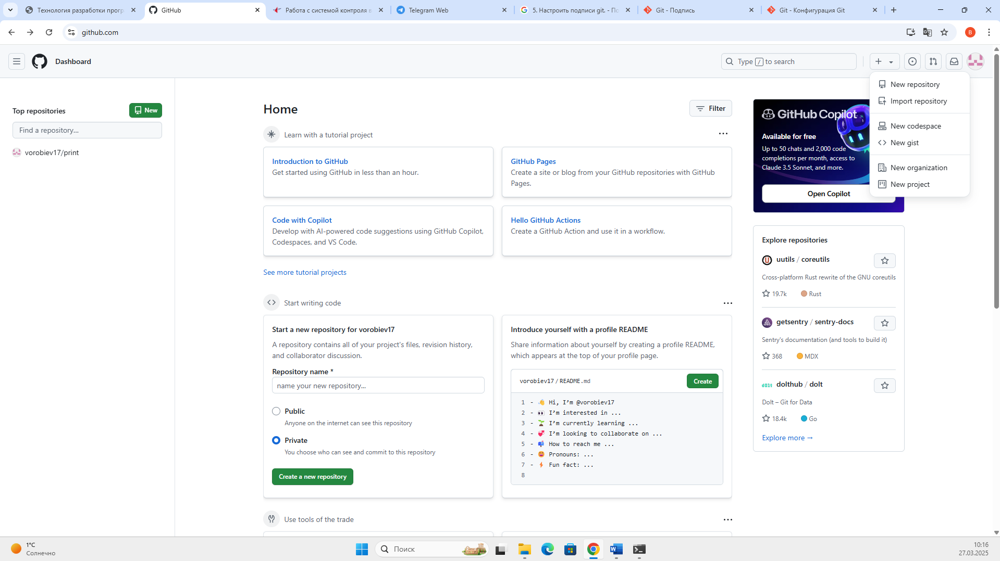 Технология разработки прогр
GitHub
Работа с системой контроля в
Telegram Web
5. Настроить подписи git. - По
Git - Подпись
Git - Конфигурация Git
github.com
B
Dashboard
Type / to search
New repository
Import repository
New codespace
New gist
New organization
New project
Top repositories
New
Find a repository...
vorobiev17/print
Home
Filter
Learn with a tutorial project
Introduction to GitHub
Get started using GitHub in less than an hour.
GitHub Pages
Create a site or blog from your GitHub repositories with GitHub
Pages.
Code with Copilot
Develop with AI-powered code suggestions using GitHub Copilot,
Codespaces, and VS Code.
Hello GitHub Actions
Create a GitHub Action and use it in a workflow.
See more tutorial projects
Start writing code
Start a new repository for vorobiev17
A repository contains all of your project's files, revision history,
and collaborator discussion.
Repository name *
name your new repository...
Public
Anyone on the internet can see this repository
Private
You choose who can see and commit to this repository
Create a new repository
Introduce yourself with a profile README
Share information about yourself by creating a profile README,
which appears at the top of your profile page.
vorobiev17 / README.md
Create
1 - 👋 Hi, I'm @vorobiev17
2 - 👀 I'm interested in ...
3 - 🌱 I'm currently learning ...
4 - 💞️ I'm looking to collaborate on ...
5 - 📫 How to reach me ...
6 - 😄 Pronouns: ...
7 - ⚡ Fun fact: ...
8
Use tools of the trade
GitHub Copilot
Available for free
Up to 50 chats and 2,000 code
completions per month, access to
Claude 3.5 Sonnet, and more.
Open Copilot
Explore repositories
uutils / coreutils
Cross-platform Rust rewrite of the GNU coreutils
19.7k
Rust
getsentry / sentry-docs
Sentry's documentation (and tools to build it)
368
MDX
dolt
dolthub / dolt
Dolt – Git for Data
18.4k
Go
Explore more →
1°C
Солнечно
Поиск
10:16
27.03.2025